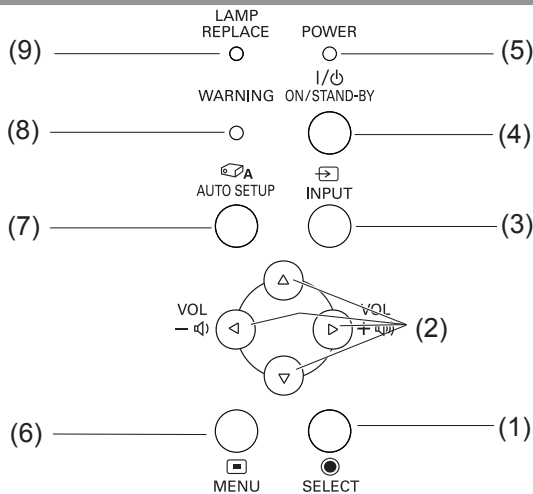 LAMP
REPLACE
POWER
(9)
(5)
I/⏻
WARNING
ON/STAND-BY
(8)
(4)
A
AUTO SETUP
INPUT
(7)
(3)
VOL
VOL
−
+
(2)
(6)
(1)
MENU
SELECT